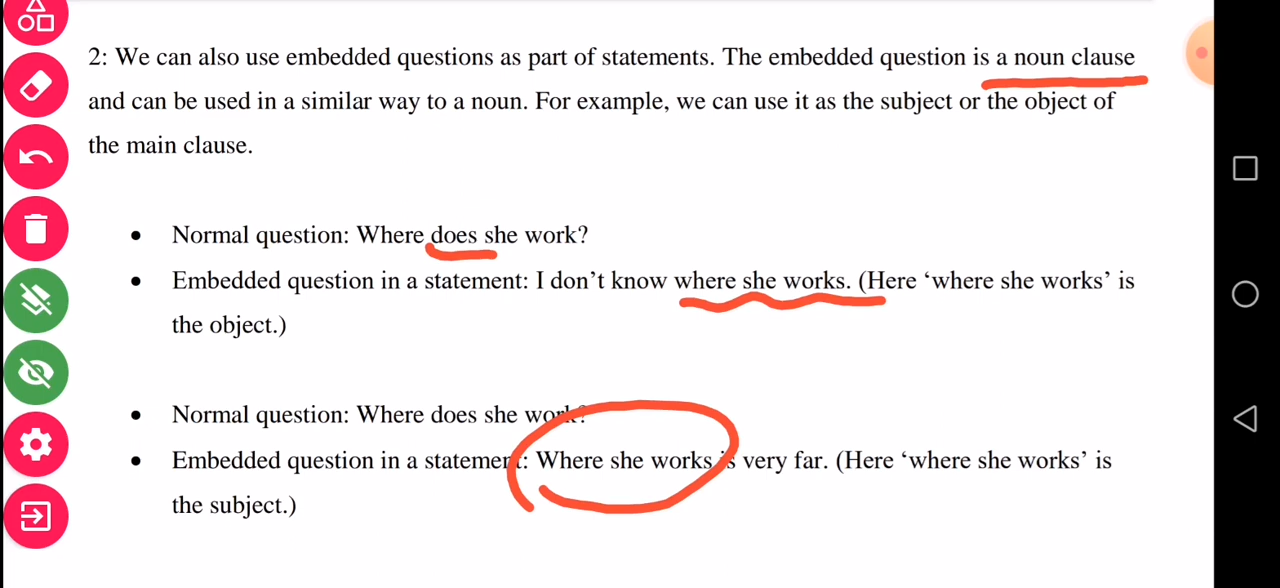 2: We can also use embedded questions as part of statements. The embedded question is a noun clause
and can be used in a similar way to a noun. For example, we can use it as the subject or the object of
the main clause.
• Normal question: Where does she work?
• Embedded question in a statement: I don’t know where she works. (Here ‘where she works’ is
the object.)
• Normal question: Where does she work?
• Embedded question in a statement: Where she works is very far. (Here ‘where she works’ is
the subject.)